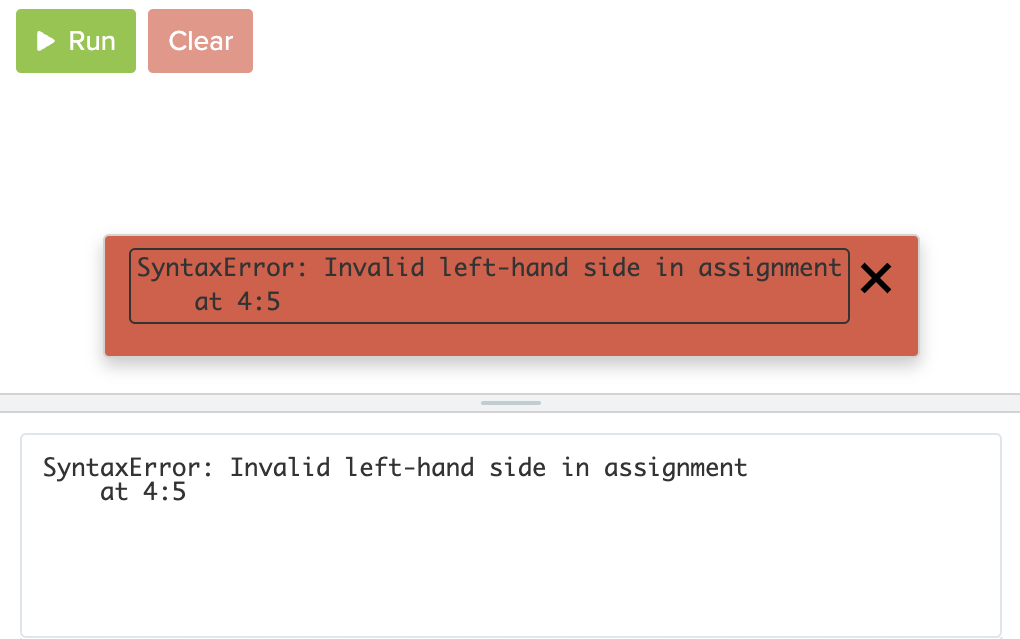 Run Clear
SyntaxError: Invalid left-hand side in assignment
at 4:5
SyntaxError: Invalid left-hand side in assignment
at 4:5